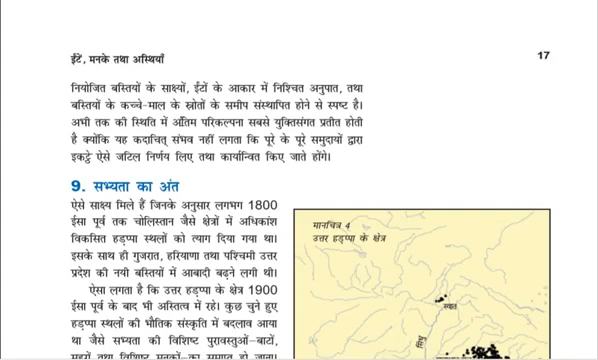 ईंटें, मनके तथा अस्थियाँ
17
नियोजित बस्तियों के साक्ष्यों, ईंटों के आकार में निश्चित अनुपात, तथा
बस्तियों के कच्चे-माल के स्रोतों के समीप संस्थापित होने से स्पष्ट है।
अभी तक की स्थिति में अंतिम परिकल्पना सबसे युक्तिसंगत प्रतीत होती
है क्योंकि यह कदाचित् संभव नहीं लगता कि पूरे के पूरे समुदायों द्वारा
इकट्ठे ऐसे जटिल निर्णय लिए तथा कार्यान्वित किए जाते होंगे।
9. सभ्यता का अंत
ऐसे साक्ष्य मिले हैं जिनके अनुसार लगभग 1800
ईसा पूर्व तक चोलिस्तान जैसे क्षेत्रों में अधिकांश
विकसित हड़प्पा स्थलों को त्याग दिया गया था।
इसके साथ ही गुजरात, हरियाणा तथा पश्चिमी उत्तर
प्रदेश की नयी बस्तियों में आबादी बढ़ने लगी थी।
ऐसा लगता है कि उत्तर हड़प्पा के क्षेत्र 1900
ईसा पूर्व के बाद भी अस्तित्व में रहे। कुछ चुने हुए
हड़प्पा स्थलों की भौतिक संस्कृति में बदलाव आया
था जैसे सभ्यता की विशिष्ट पुरावस्तुओं-बाटों,
मुहरों तथा विशिष्ट मनकों-का समाप्त हो जाना।
मानचित्र 4
उत्तर हड़प्पा के क्षेत्र
स्वात
सिंधु